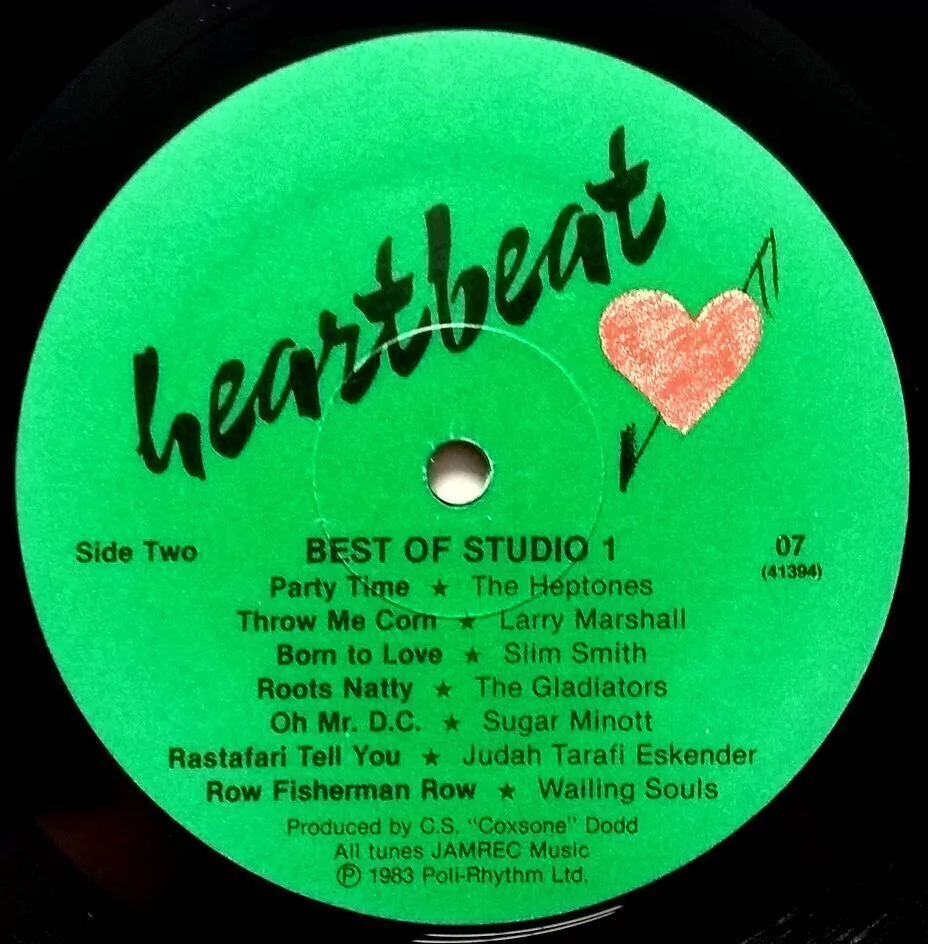 heartbeat
Side Two
BEST OF STUDIO 1
07
(41394)
Party Time ★ The Heptones
Throw Me Corn ★ Larry Marshall
Born to Love ★ Slim Smith
Roots Natty ★ The Gladiators
Oh Mr. D.C. ★ Sugar Minott
Rastafari Tell You ★ Judah Tarafi Eskender
Row Fisherman Row ★ Wailing Souls
Produced by C.S. "Coxsone" Dodd
All tunes JAMREC Music
Ⓟ 1983 Poli-Rhythm Ltd.